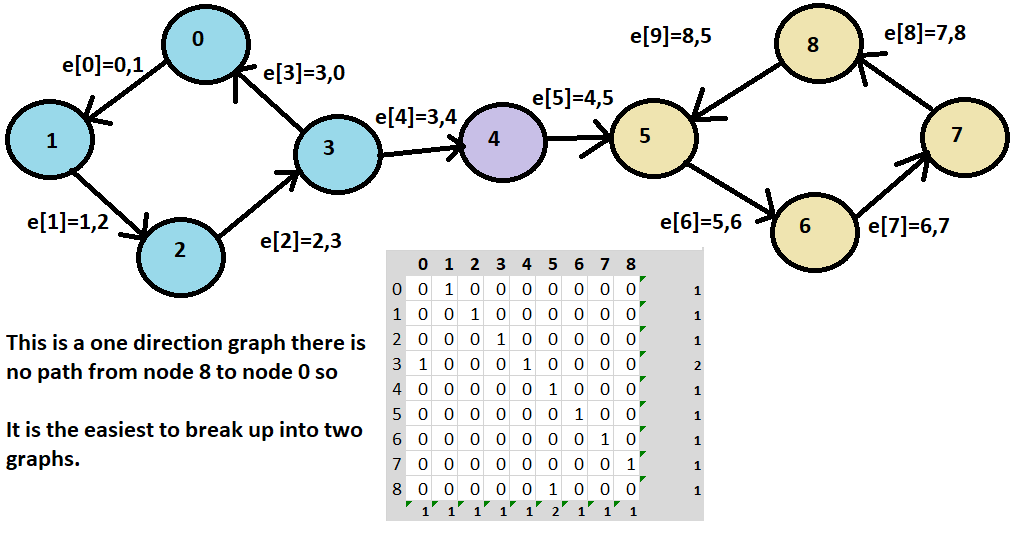 0
8
e[9]=8,5
e[8]=7,8
e[0]=0,1
e[3]=3,0
e[4]=3,4
e[5]=4,5
1
3
4
5
7
e[1]=1,2
2
e[2]=2,3
e[6]=5,6
6
e[7]=6,7
This is a one direction graph there is
no path from node 8 to node 0 so
It is the easiest to break up into two
graphs.
0 1 2 3 4 5 6 7 8
0 0 1 0 0 0 0 0 0 0 1
1 0 0 1 0 0 0 0 0 0 1
2 0 0 0 1 0 0 0 0 0 1
3 1 0 0 0 1 0 0 0 0 2
4 0 0 0 0 0 1 0 0 0 1
5 0 0 0 0 0 0 1 0 0 1
6 0 0 0 0 0 0 0 1 0 1
7 0 0 0 0 0 0 0 0 1 1
8 0 0 0 0 0 1 0 0 0 1
1 1 1 1 1 2 1 1 1